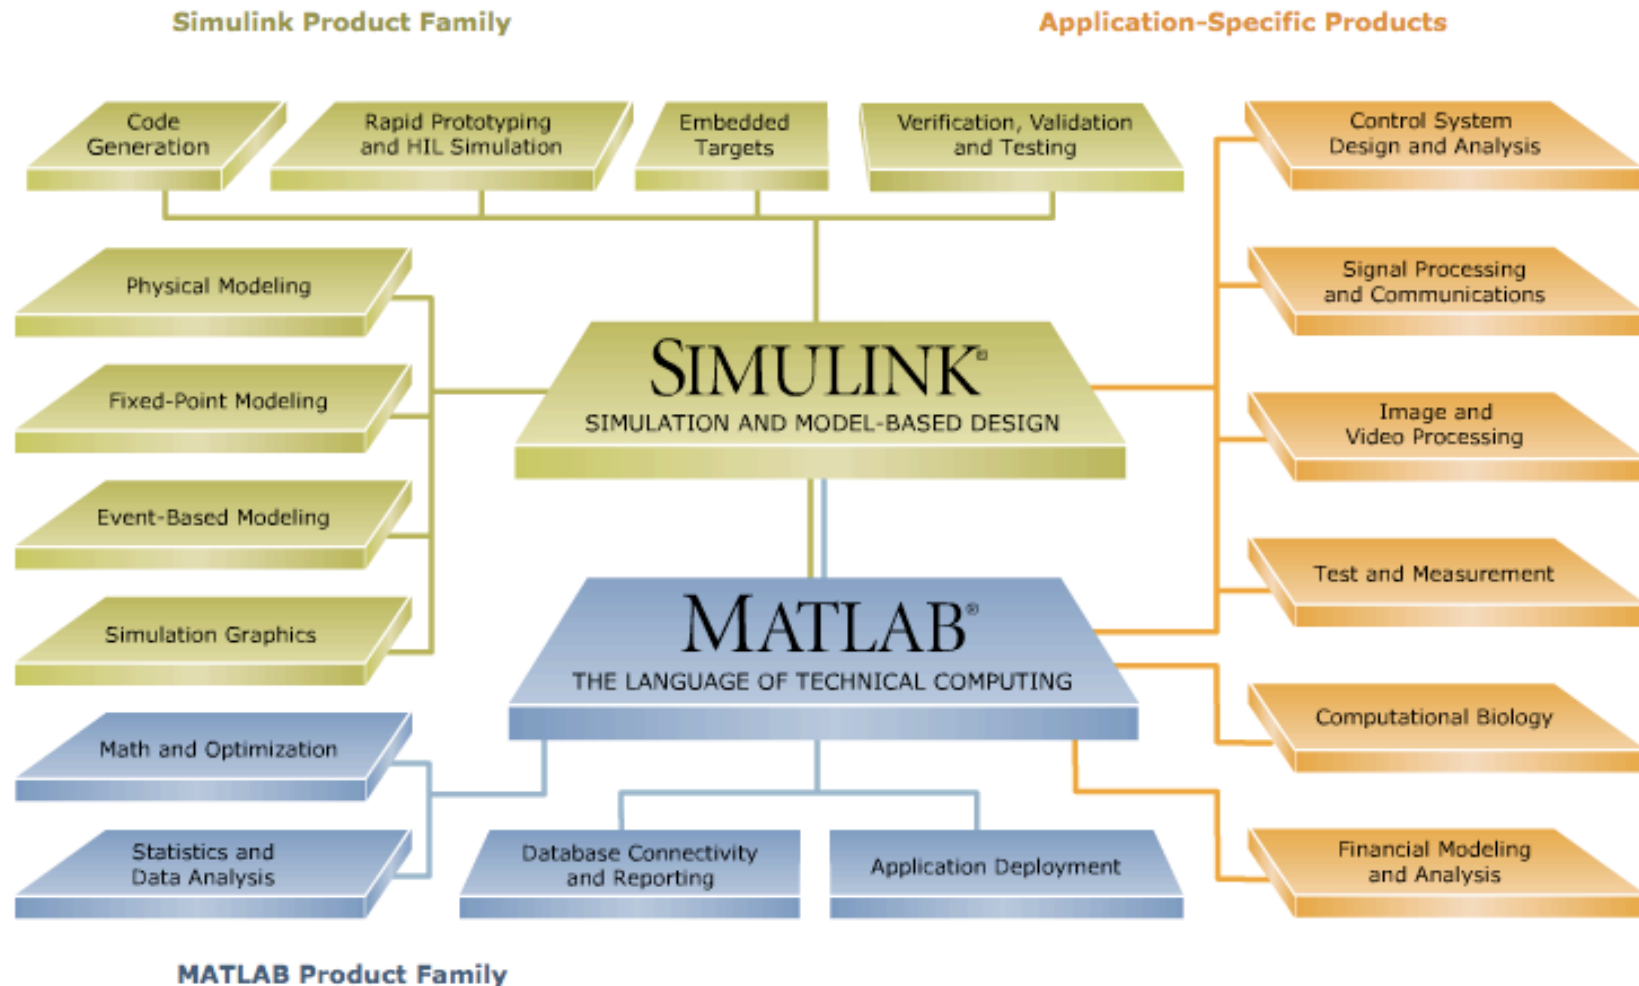 Simulink Product Family
Application-Specific Products
Code
Generation
Rapid Prototyping
and HIL Simulation
Embedded
Targets
Verification, Validation
and Testing
Control System
Design and Analysis
Physical Modeling
Signal Processing
and Communications
SIMULINK®
SIMULATION AND MODEL-BASED DESIGN
Fixed-Point Modeling
Image and
Video Processing
Event-Based Modeling
Test and Measurement
MATLAB®
THE LANGUAGE OF TECHNICAL COMPUTING
Simulation Graphics
Computational Biology
Math and Optimization
Statistics and
Data Analysis
Database Connectivity
and Reporting
Application Deployment
Financial Modeling
and Analysis
MATLAB Product Family